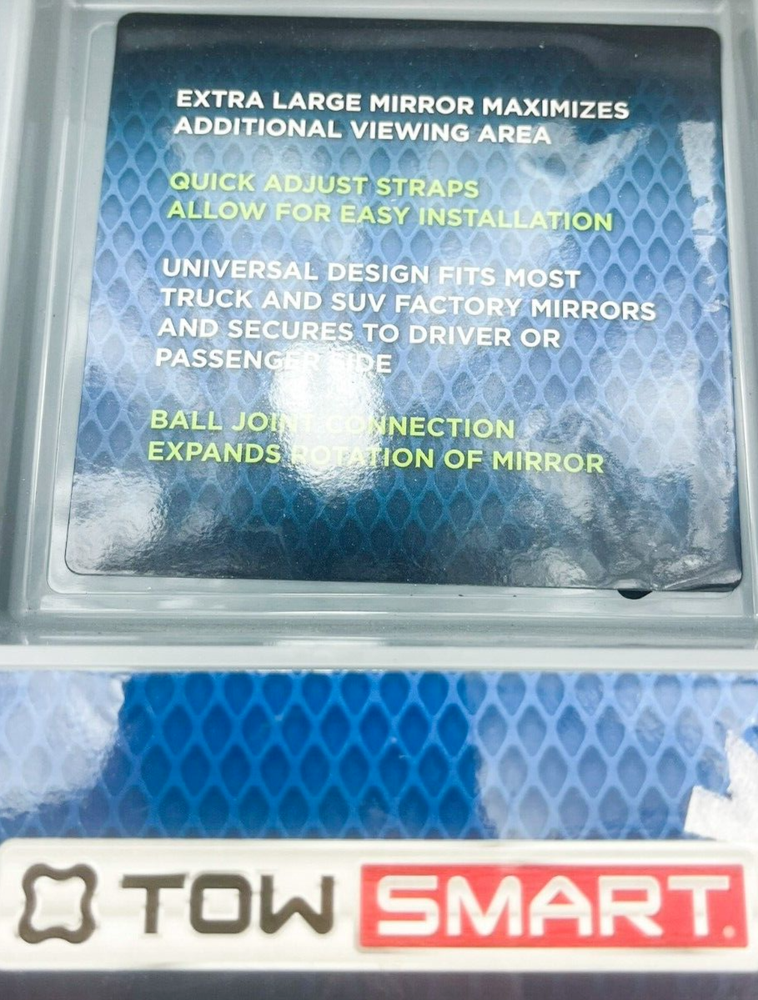 EXTRA LARGE MIRROR MAXIMIZES
ADDITIONAL VIEWING AREA
QUICK ADJUST STRAPS
ALLOW FOR EASY INSTALLATION
UNIVERSAL DESIGN FITS MOST
TRUCK AND SUV FACTORY MIRRORS
AND SECURES TO DRIVER OR
PASSENGER SIDE
BALL JOINT CONNECTION
EXPANDS ROTATION OF MIRROR
TOW SMART®